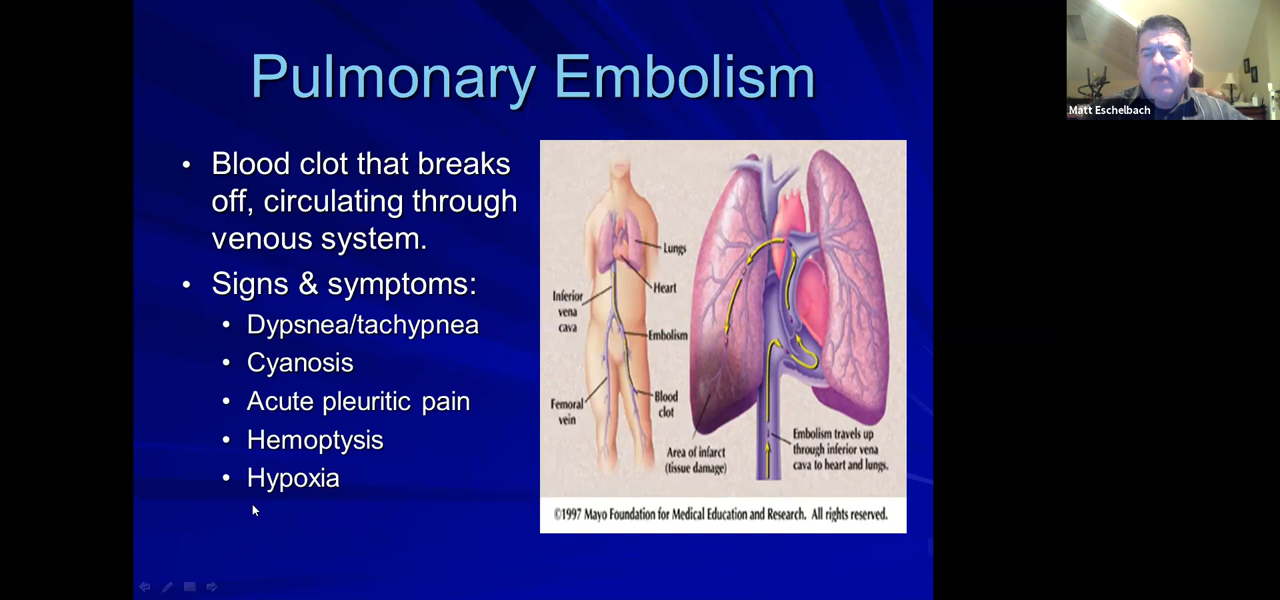 Pulmonary Embolism
• Blood clot that breaks
off, circulating through
venous system.
• Signs & symptoms:
• Dypsnea/tachypnea
• Cyanosis
• Acute pleuritic pain
• Hemoptysis
• Hypoxia
Lungs
Heart
Inferior
vena
cava
Embolism
Femoral
vein
Blood
clot
Area of infarct
(tissue damage)
Embolism travels up
through inferior vena
cava to heart and lungs.
©1997 Mayo Foundation for Medical Education and Research. All rights reserved.
Matt Eschelbach